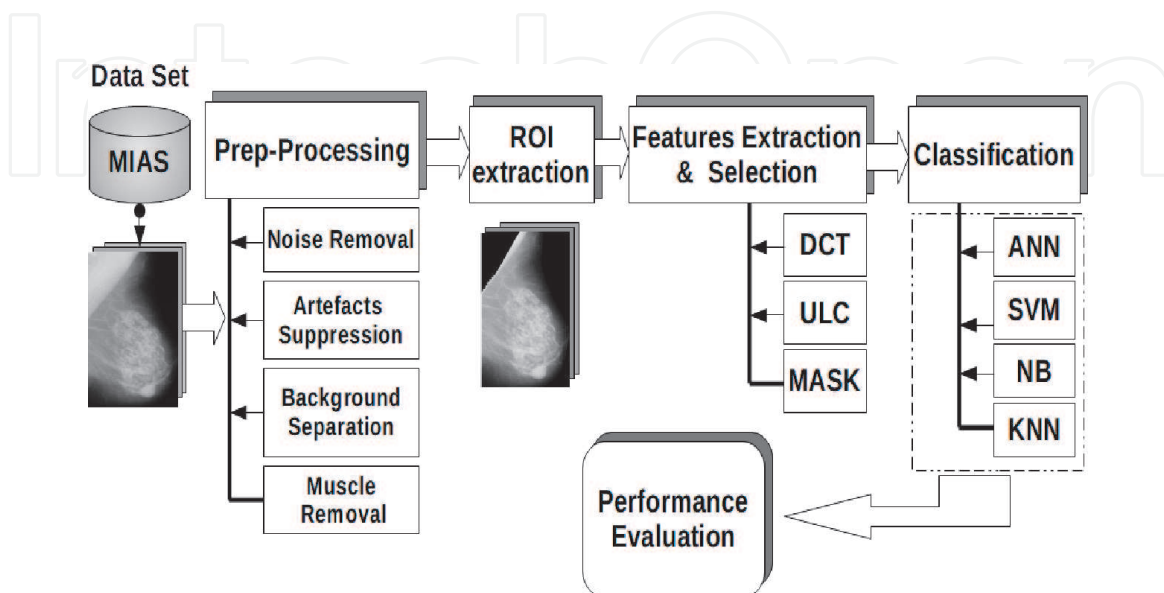 IntechOpen
Data Set
MIAS
Prep-Processing
ROI
extraction
Features Extraction
& Selection
Classification
Noise Removal
Artefacts
Suppression
Background
Separation
Muscle
Removal
DCT
ULC
MASK
ANN
SVM
NB
KNN
Performance
Evaluation